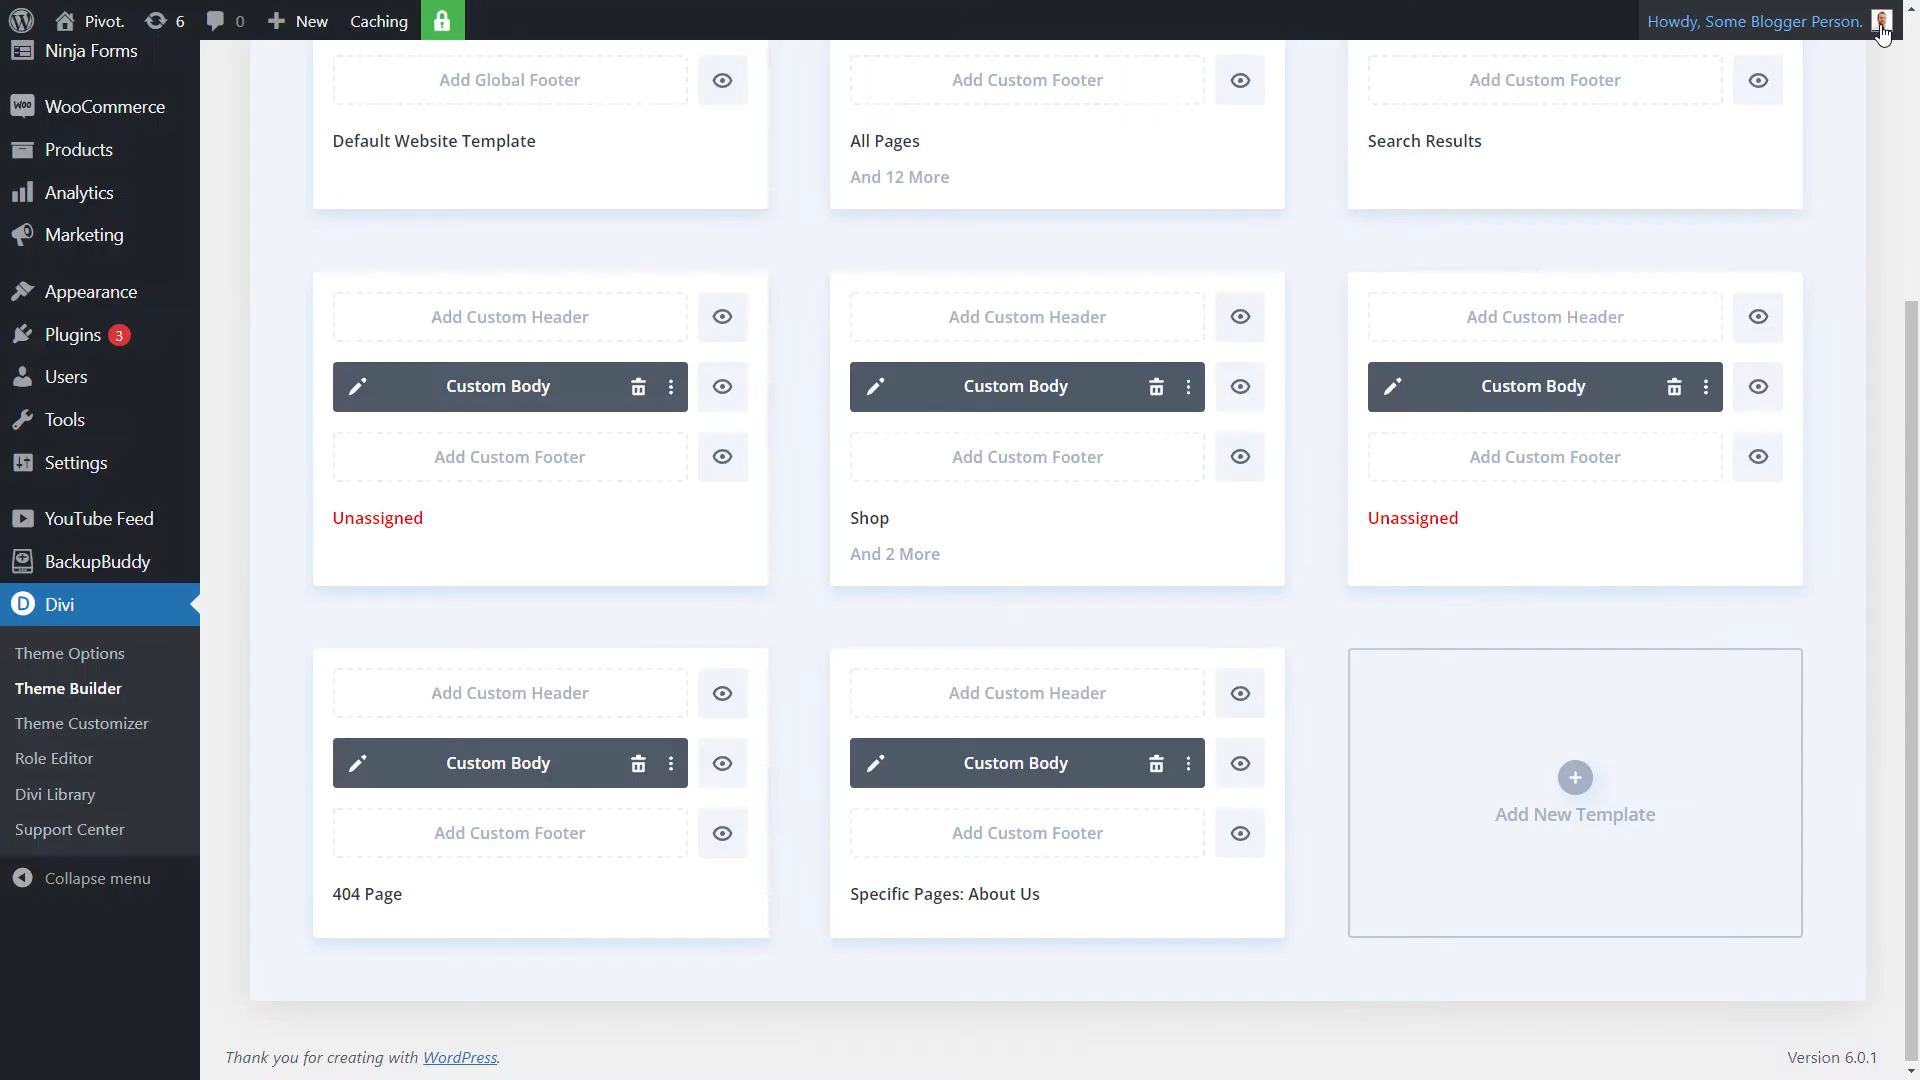 Pivot.
6
0
New
Caching
Howdy, Some Blogger Person.
Ninja Forms
WooCommerce
Products
Analytics
Marketing
Appearance
Plugins 3
Users
Tools
Settings
YouTube Feed
BackupBuddy
Divi
Theme Options
Theme Builder
Theme Customizer
Role Editor
Divi Library
Support Center
Collapse menu
Add Global Footer
Default Website Template
Add Custom Footer
All Pages
And 12 More
Add Custom Footer
Search Results
Add Custom Header
Custom Body
Add Custom Footer
Unassigned
Add Custom Header
Custom Body
Add Custom Footer
Shop
And 2 More
Add Custom Header
Custom Body
Add Custom Footer
Unassigned
Add Custom Header
Custom Body
Add Custom Footer
404 Page
Add Custom Header
Custom Body
Add Custom Footer
Specific Pages: About Us
Add New Template
Thank you for creating with WordPress.
Version 6.0.1